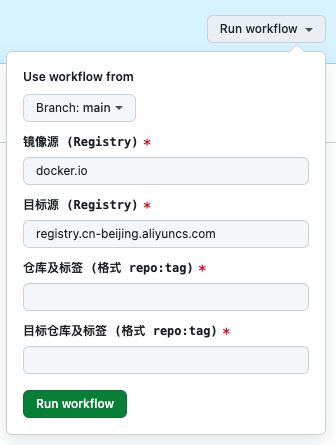 Run workflow
Use workflow from
Branch: main
镜像源 (Registry) *
docker.io
目标源 (Registry) *
registry.cn-beijing.aliyuncs.com
仓库及标签 (格式 repo:tag) *
目标仓库及标签 (格式 repo:tag) *
Run workflow